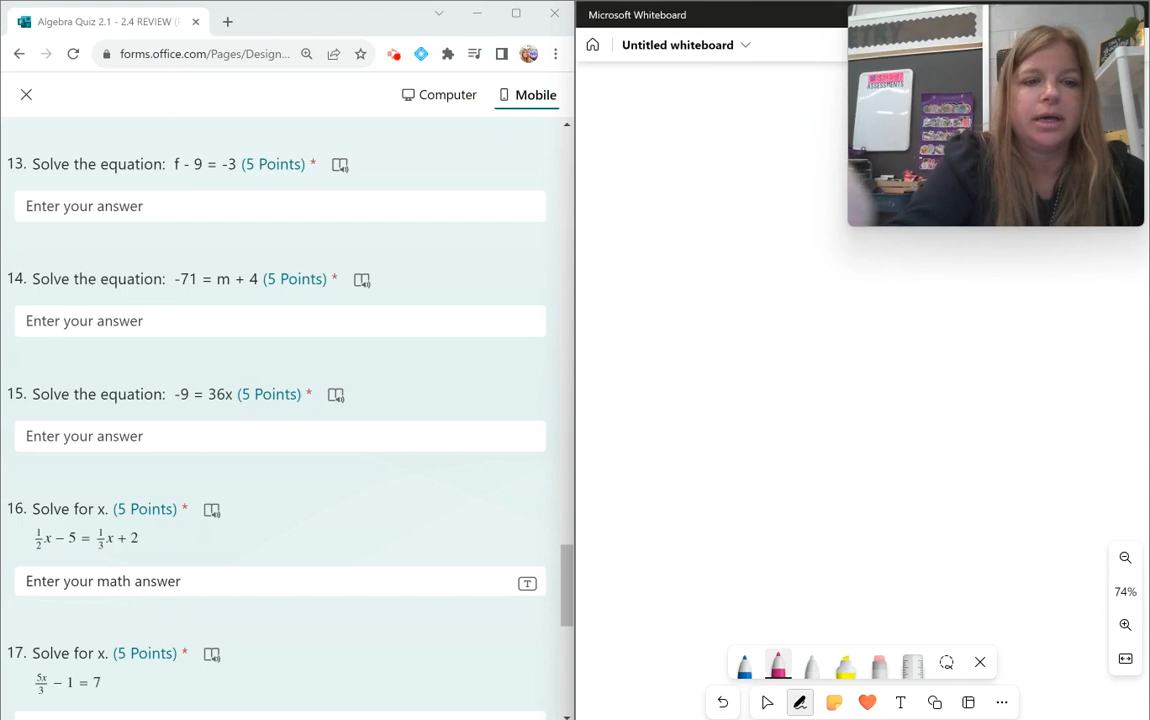 Algebra Quiz 2.1 - 2.4 REVIEW (
forms.office.com/Pages/Design...
Computer
Mobile
13. Solve the equation: f - 9 = -3 (5 Points) *
Enter your answer
14. Solve the equation: -71 = m + 4 (5 Points) *
Enter your answer
15. Solve the equation: -9 = 36x (5 Points) *
Enter your answer
16. Solve for x. (5 Points) *
1/2 x − 5 = 1/3 x + 2
Enter your math answer
T
17. Solve for x. (5 Points) *
5x/3 − 1 = 7
Microsoft Whiteboard
Untitled whiteboard
ASSESSMENTS
74%
T